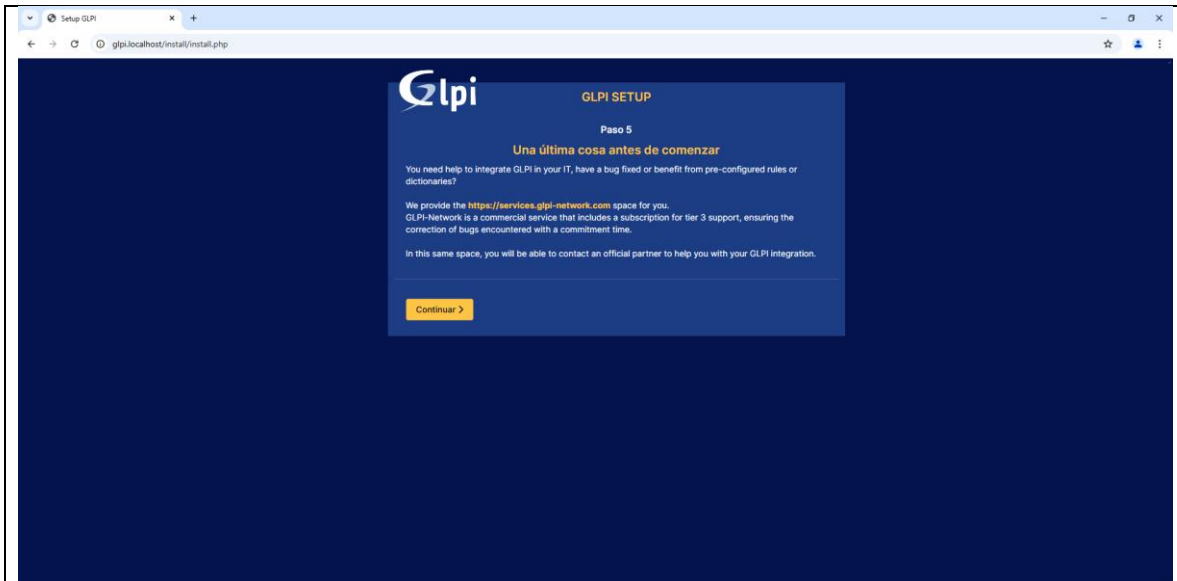 Setup GLPI
glpi.localhost/install/install.php
Glpi
GLPI SETUP
Paso 5
Una última cosa antes de comenzar
You need help to integrate GLPI in your IT, have a bug fixed or benefit from pre-configured rules or
dictionaries?
We provide the https://services.glpi-network.com space for you.
GLPI-Network is a commercial service that includes a subscription for tier 3 support, ensuring the
correction of bugs encountered with a commitment time.
In this same space, you will be able to contact an official partner to help you with your GLPI integration.
Continuar